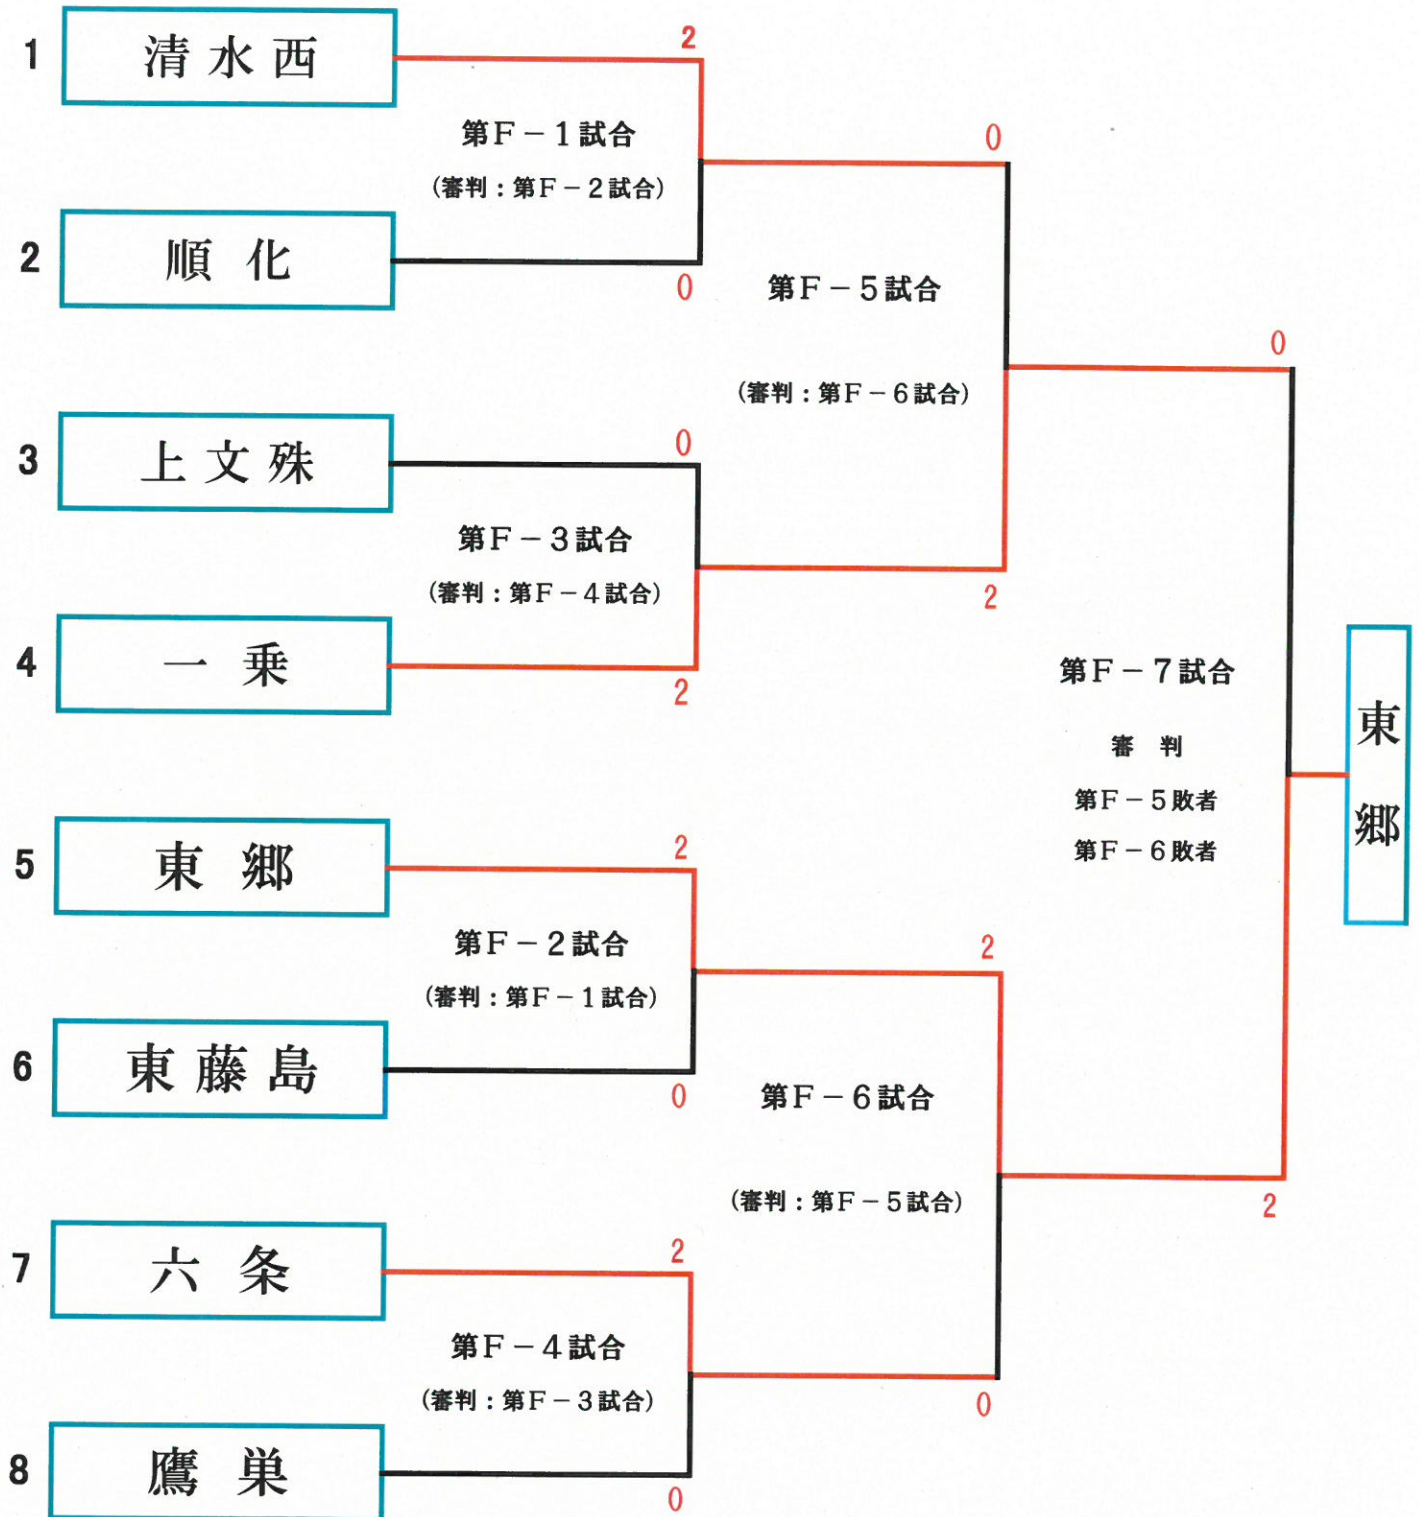 1 清水西
2
第F－1試合
(審判：第F－2試合)
2 順化
0
0
第F－5試合
(審判：第F－6試合)
0
3 上文殊
0
第F－3試合
(審判：第F－4試合)
2
4 一乗
2
第F－7試合
審 判
第F－5敗者
第F－6敗者
東郷
5 東郷
2
第F－2試合
(審判：第F－1試合)
2
6 東藤島
0
第F－6試合
(審判：第F－5試合)
2
7 六条
2
第F－4試合
(審判：第F－3試合)
0
8 鷹巣
0